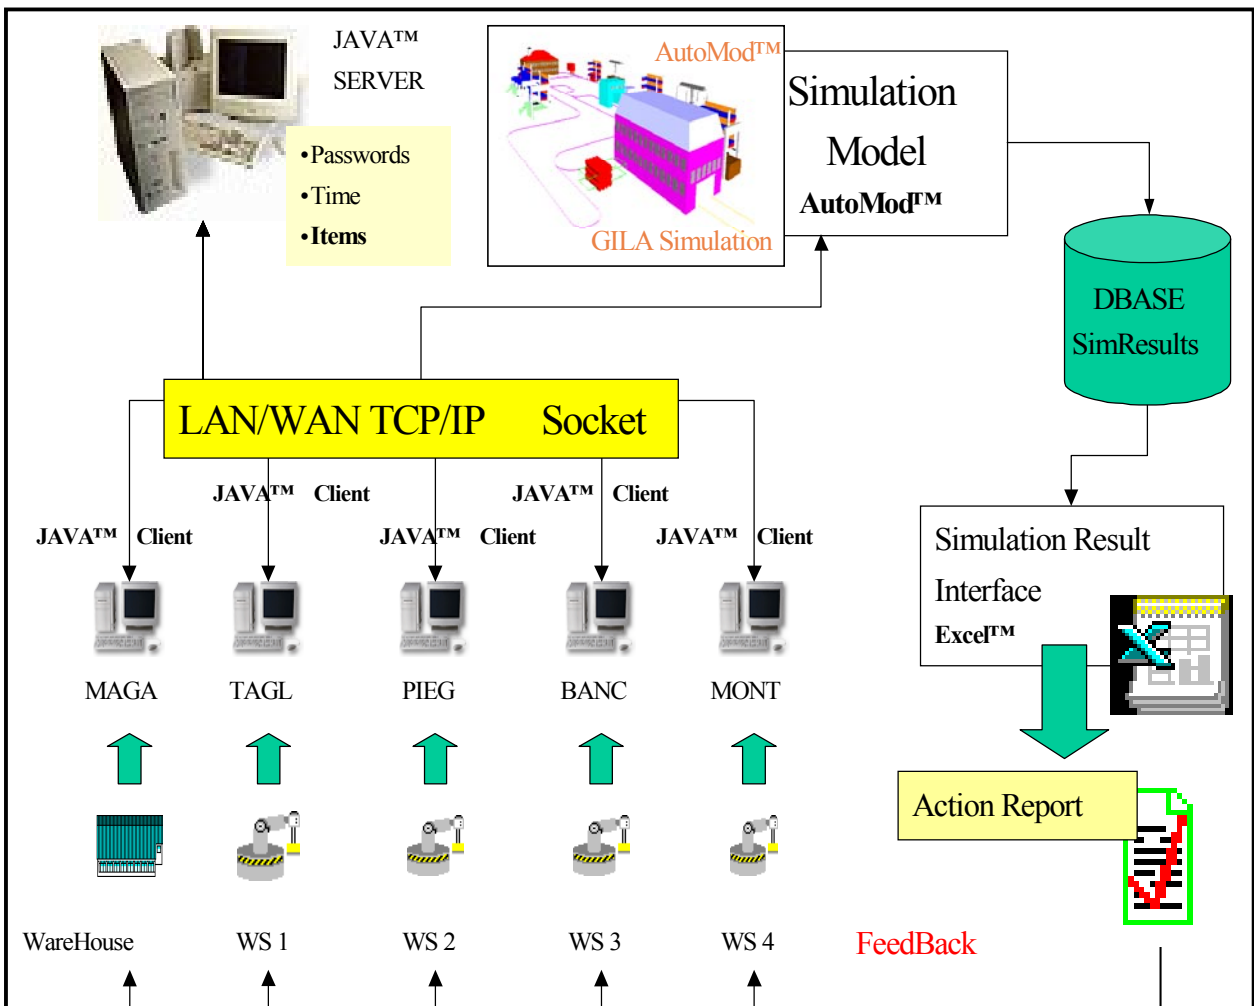 JAVA™
SERVER
•Passwords
•Time
•Items
AutoMod™
GILA Simulation
Simulation
Model
AutoMod™
DBASE
SimResults
LAN/WAN TCP/IP Socket
JAVA™ Client
JAVA™ Client
JAVA™ Client
JAVA™ Client
JAVA™ Client
MAGA
TAGL
PIEG
BANC
MONT
Simulation Result
Interface
Excel™
Action Report
WareHouse
WS 1
WS 2
WS 3
WS 4
FeedBack